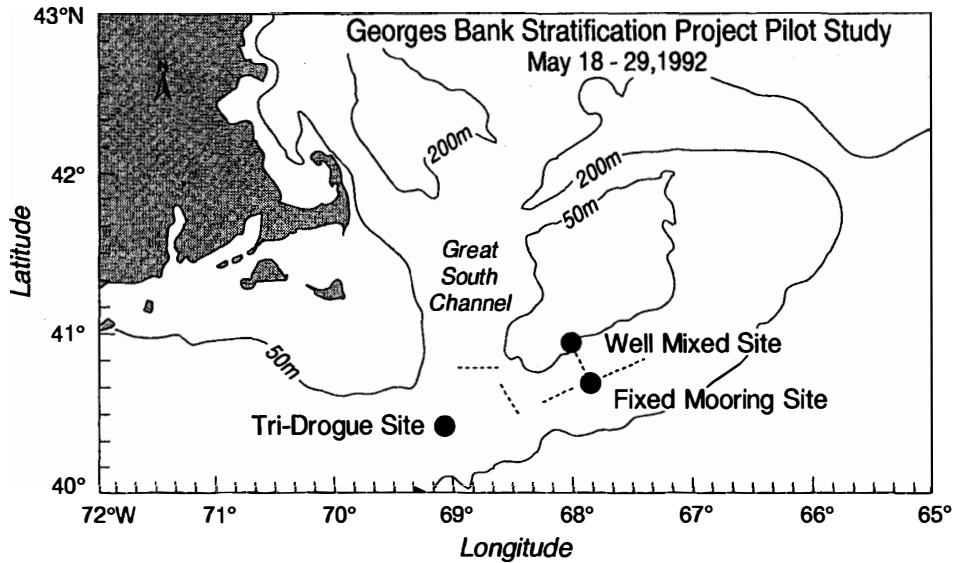 43°N
Georges Bank Stratification Project Pilot Study
May 18 - 29,1992
N
200m
200m
42°
50m
Great
South
Channel
Latitude
41°
Well Mixed Site
50m
Fixed Mooring Site
Tri-Drogue Site
40°
72°W
71°
70°
69°
68°
67°
66°
65°
Longitude